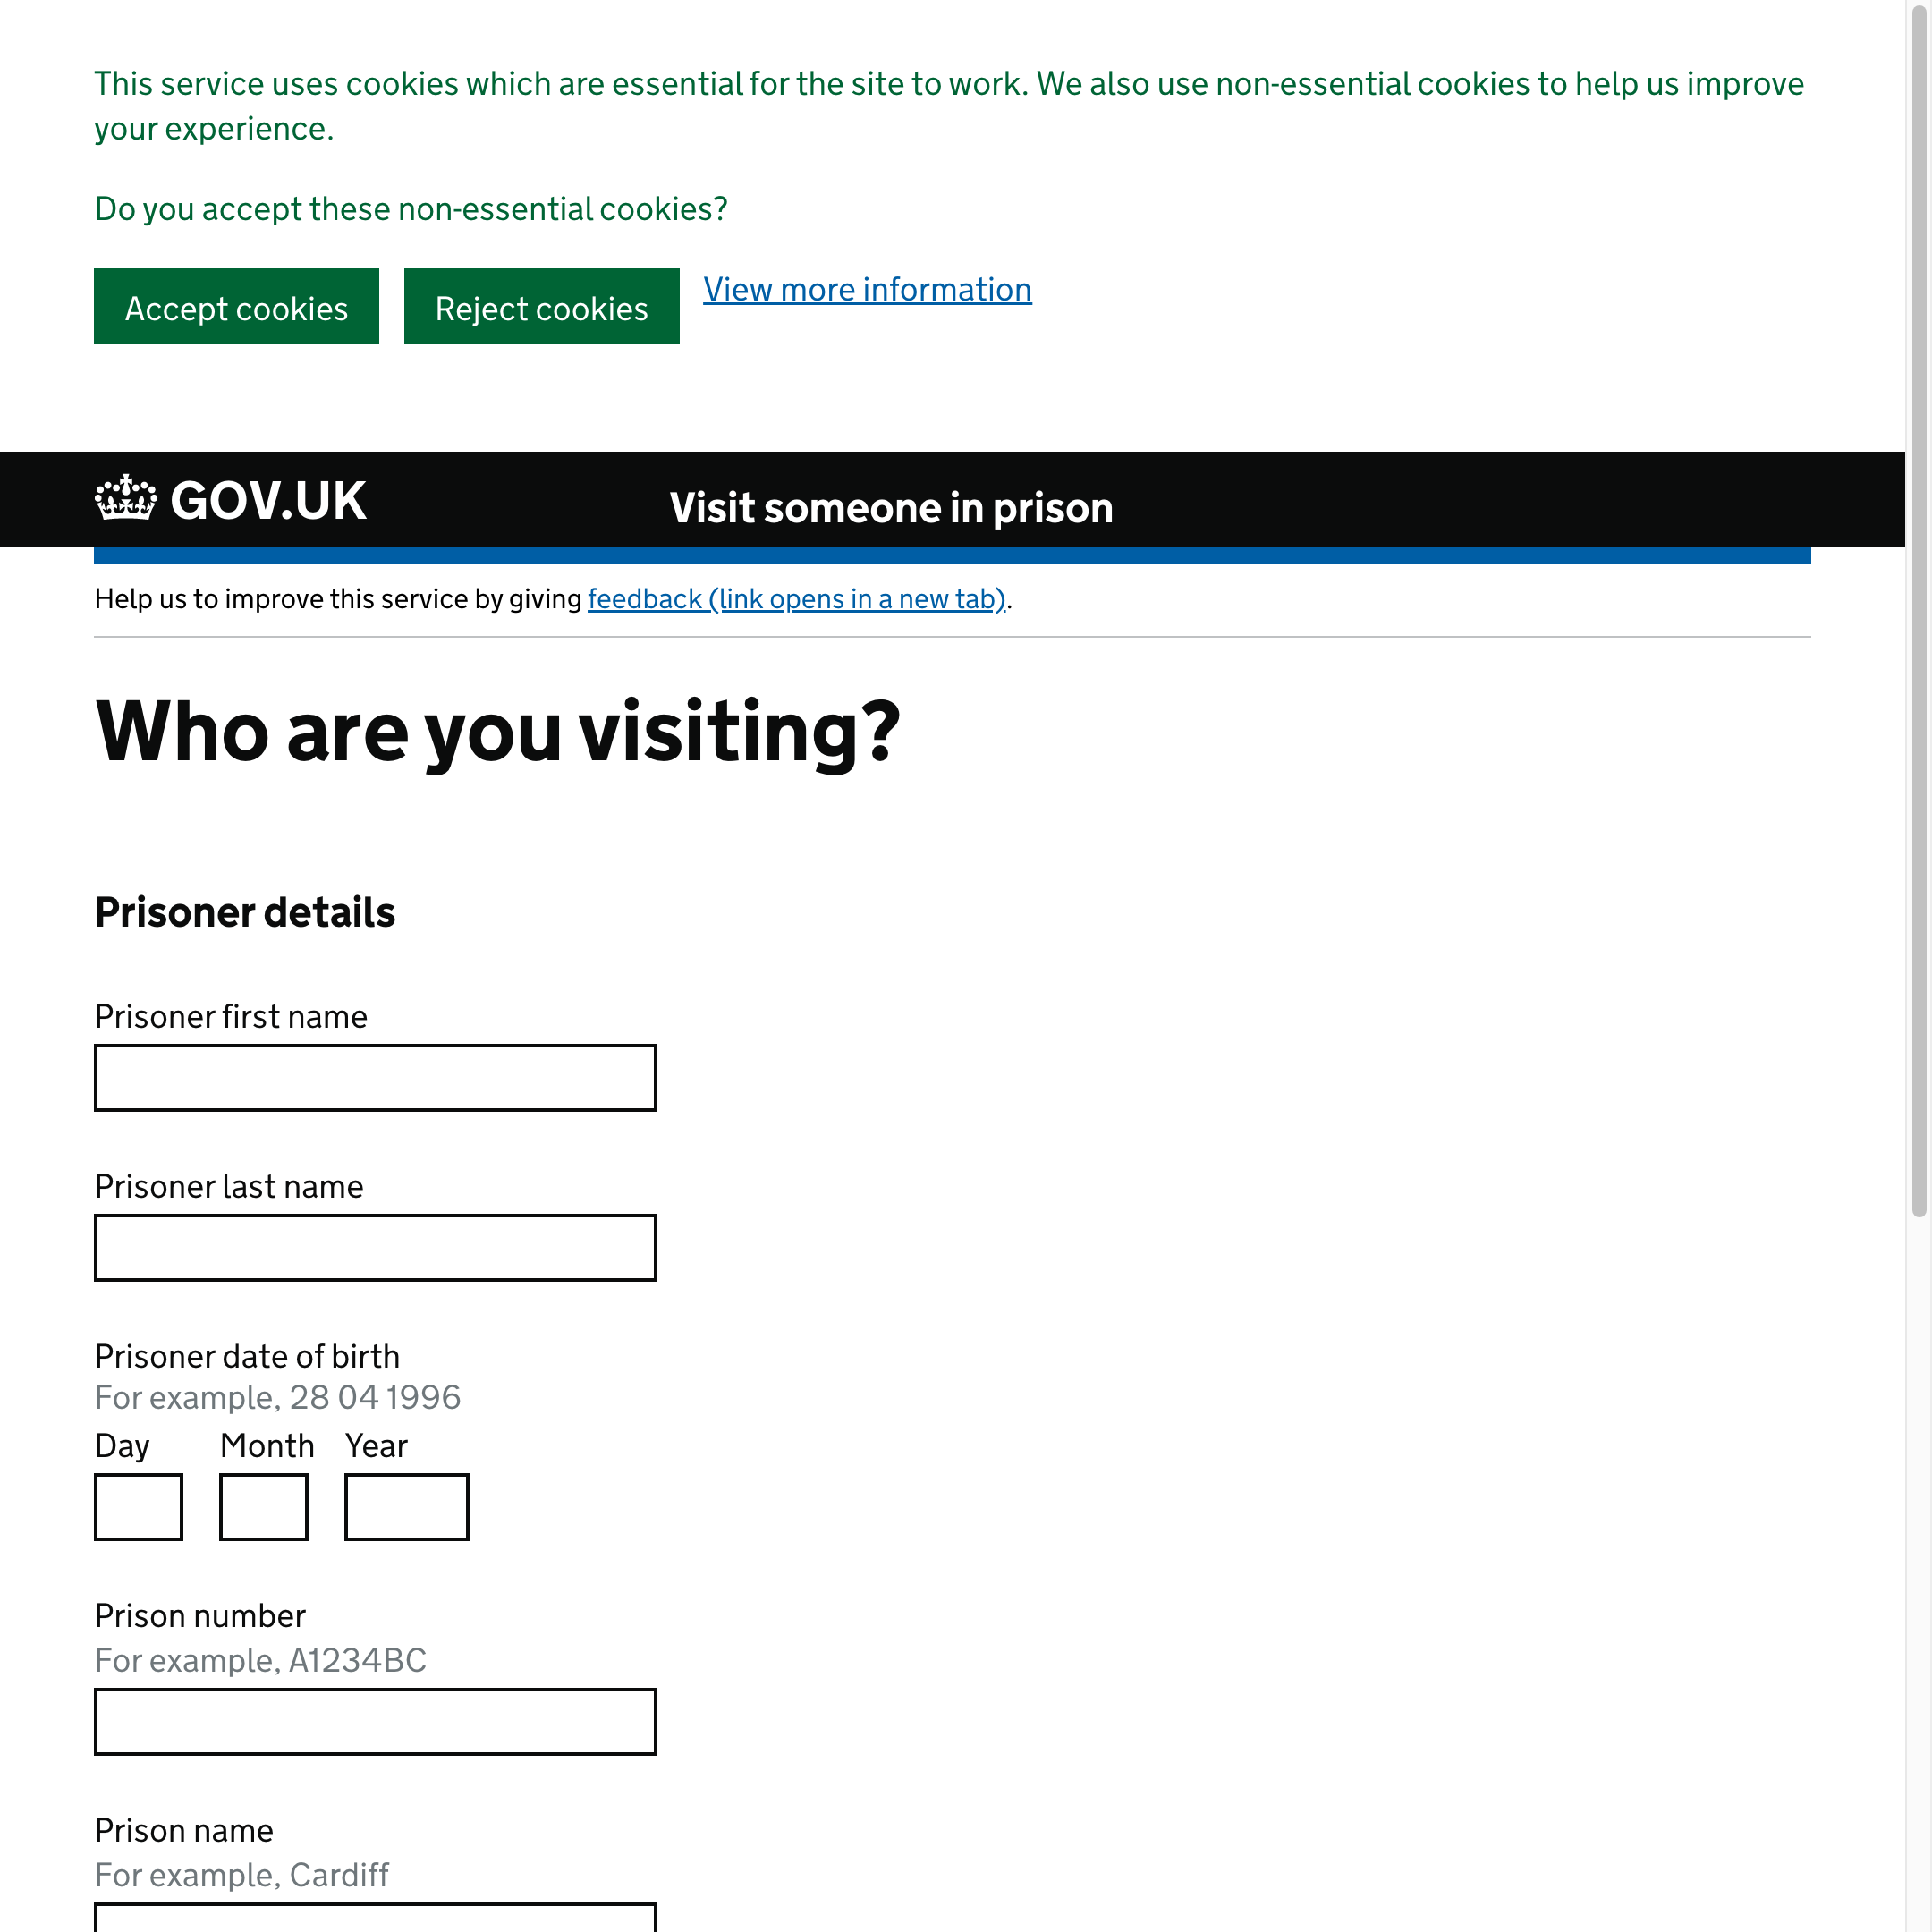 This service uses cookies which are essential for the site to work. We also use non-essential cookies to help us improve
your experience.
Do you accept these non-essential cookies?
Accept cookies
Reject cookies
View more information
GOV.UK
Visit someone in prison
Help us to improve this service by giving feedback (link opens in a new tab).
Who are you visiting?
Prisoner details
Prisoner first name
Prisoner last name
Prisoner date of birth
For example, 28 04 1996
Day Month Year
Prison number
For example, A1234BC
Prison name
For example, Cardiff